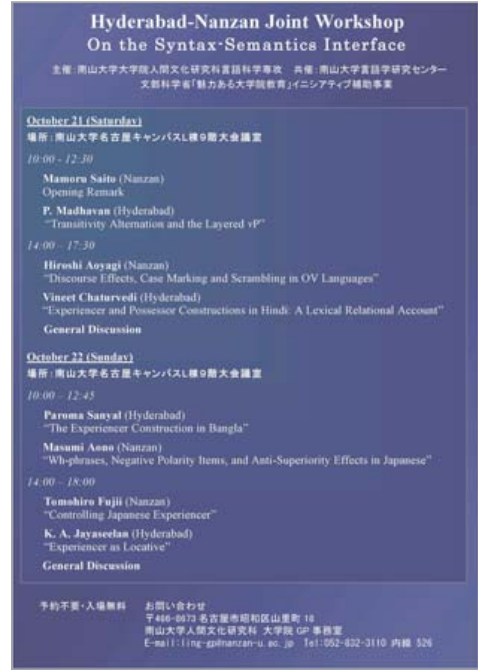 Hyderabad-Nanzan Joint Workshop
On the Syntax-Semantics Interface
主催：南山大学大学院人間文化研究科言語科学専攻 共催：南山大学言語学研究センター
文部科学省「魅力ある大学院教育」イニシアティブ補助事業
October 21 (Saturday)
場所：南山大学名古屋キャンパスL棟9階大会議室
10:00 - 12:30
Mamoru Saito (Nanzan)
Opening Remark
P. Madhavan (Hyderabad)
"Transitivity Alternation and the Layered vP"
14:00 - 17:30
Hiroshi Aoyagi (Nanzan)
"Discourse Effects, Case Marking and Scrambling in OV Languages"
Vineet Chaturvedi (Hyderabad)
"Experiencer and Possessor Constructions in Hindi: A Lexical Relational Account"
General Discussion
October 22 (Sunday)
場所：南山大学名古屋キャンパスL棟9階大会議室
10:00 - 12:45
Paroma Sanyal (Hyderabad)
"The Experiencer Construction in Bangla"
Masumi Aono (Nanzan)
"Wh-phrases, Negative Polarity Items, and Anti-Superiority Effects in Japanese"
14:00 - 18:00
Tomohiro Fujii (Nanzan)
"Controlling Japanese Experiencer"
K. A. Jayaseelan (Hyderabad)
"Experiencer as Locative"
General Discussion
予約不要・入場無料 お問い合わせ
〒466-8673 名古屋市昭和区山里町 18
南山大学人間文化研究科 大学院 GP 事務室
E-mail:ling-gp@nanzan-u.ac.jp Tel:052-832-3110 内線 526